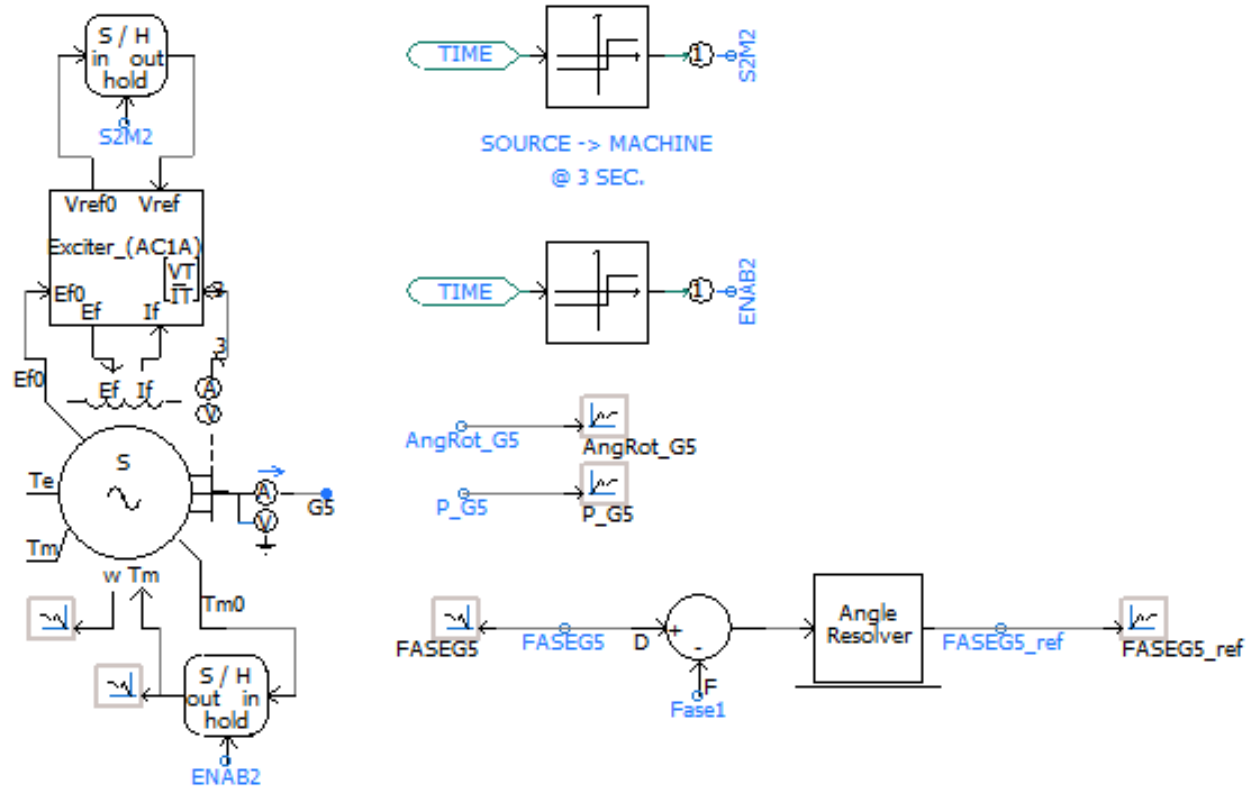 S / H
in out
hold
S2M2
Vref0 Vref
Exciter_(AC1A)
VT
IT
Ef0
Ef If
3
3
Ef0
Ef If
A
V
S
Te
Tm
A
V
G5
w Tm
Tm0
S / H
out in
hold
ENAB2
TIME
1
S2M2
SOURCE -> MACHINE
@ 3 SEC.
TIME
1
ENAB2
AngRot_G5
AngRot_G5
P_G5
P_G5
FASEG5
FASEG5
D
+
-
F
Fase1
Angle
Resolver
FASEG5_ref
FASEG5_ref